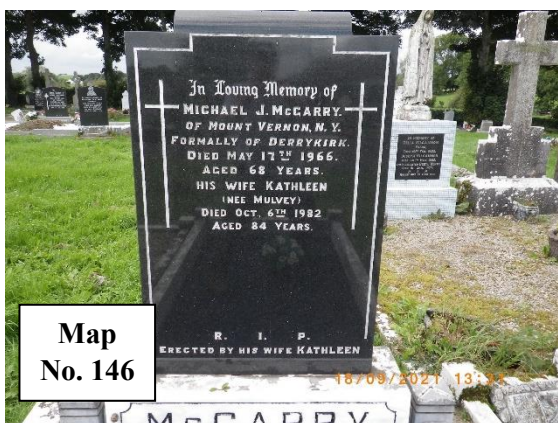 In Loving Memory of
MICHAEL J. McGARRY.
OF MOUNT VERNON, N.Y.
FORMALLY OF DERRYKIRK.
DIED MAY 17TH 1966.
AGED 68 YEARS.
HIS WIFE KATHLEEN
(NEE MULVEY)
DIED OCT. 6TH 1982
AGED 84 YEARS.
R. I. P.
ERECTED BY HIS WIFE KATHLEEN
McGARRY
Map
No. 146
18/09/2021